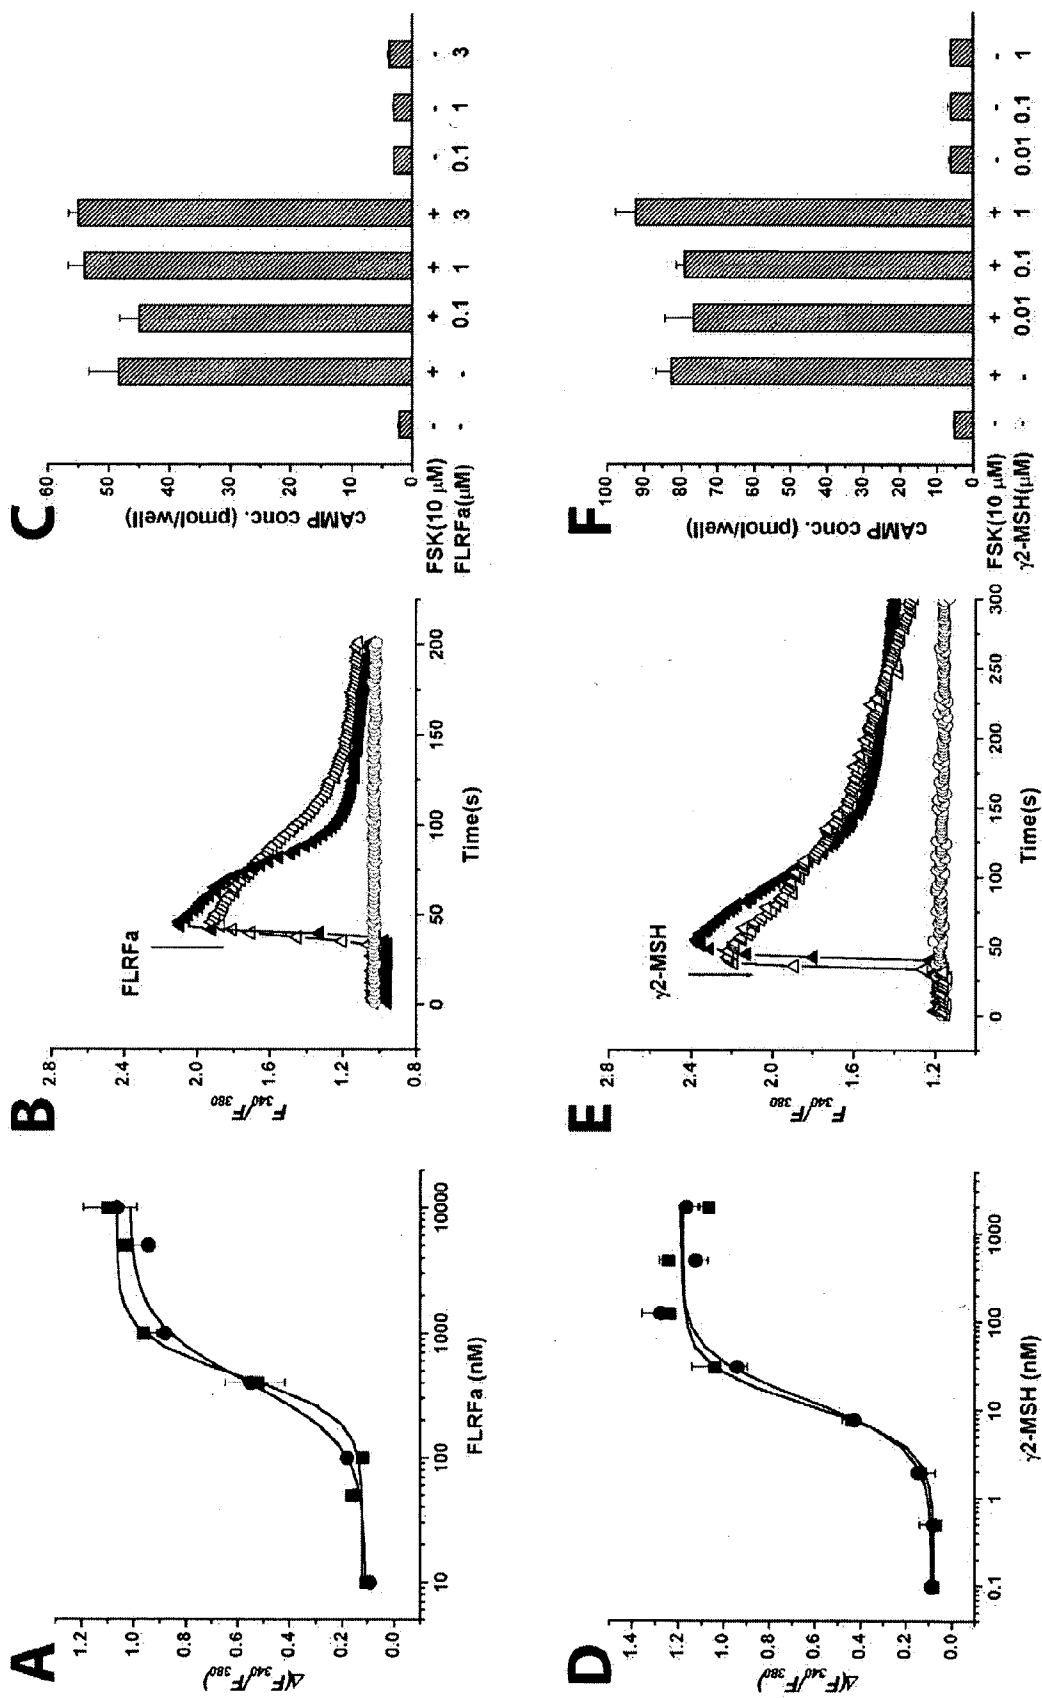 A
Δ(F340/F380)
1.2
1.0
0.8
0.6
0.4
0.2
0.0
10 100 1000 10000
FLRFa (nM)
B
F340/F380
2.8
2.4
2.0
1.6
1.2
0.8
FLRFa
0 50 100 150 200
Time(s)
C
cAMP conc. (pmol/well)
60
50
40
30
20
10
0
FSK(10 μM) - + + + + - - -
FLRFa(μM) - - 0.1 1 3 0.1 1 3
D
Δ(F340/F380)
1.4
1.2
1.0
0.8
0.6
0.4
0.2
0.0
0.1 1 10 100 1000
γ2-MSH (nM)
E
F340/F380
2.8
2.4
2.0
1.6
1.2
γ2-MSH
0 50 100 150 200 250 300
Time(s)
F
cAMP conc. (pmol/well)
100
90
80
70
60
50
40
30
20
10
0
FSK(10 μM) - + + + + - - -
γ2-MSH(μM) - - 0.01 0.1 1 0.01 0.1 1